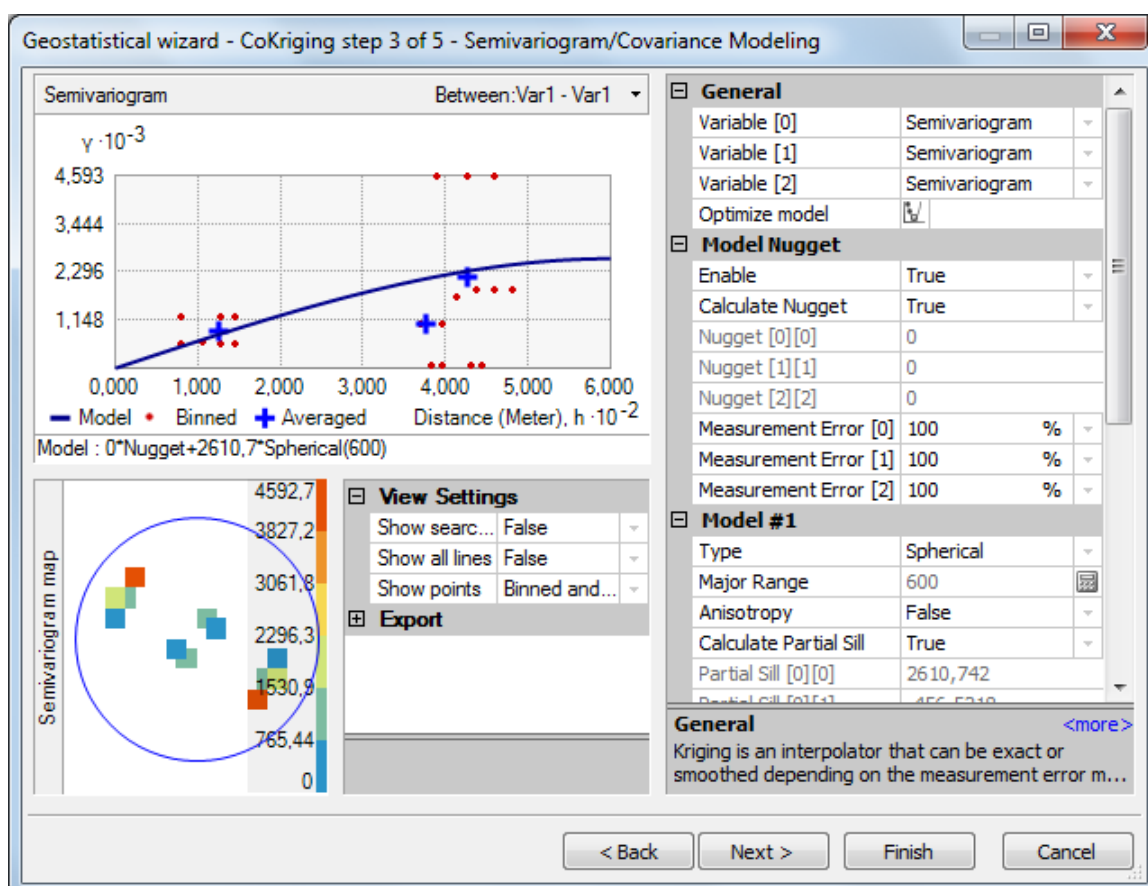 Geostatistical wizard - CoKriging step 3 of 5 - Semivariogram/Covariance Modeling
Semivariogram Between:Var1 - Var1
γ ·10-3
4,593
3,444
2,296
1,148
0,000 1,000 2,000 3,000 4,000 5,000 6,000
Model Binned Averaged Distance (Meter), h ·10-2
Model : 0*Nugget+2610,7*Spherical(600)
Semivariogram map
4592,7
3827,2
3061,8
2296,3
1530,9
765,44
0
View Settings
Show searc... False
Show all lines False
Show points Binned and...
Export
General
Variable [0] Semivariogram
Variable [1] Semivariogram
Variable [2] Semivariogram
Optimize model
Model Nugget
Enable True
Calculate Nugget True
Nugget [0][0] 0
Nugget [1][1] 0
Nugget [2][2] 0
Measurement Error [0] 100 %
Measurement Error [1] 100 %
Measurement Error [2] 100 %
Model #1
Type Spherical
Major Range 600
Anisotropy False
Calculate Partial Sill True
Partial Sill [0][0] 2610,742
Partial Sill [0][1]
General <more>
Kriging is an interpolator that can be exact or
smoothed depending on the measurement error m...
< Back Next > Finish Cancel